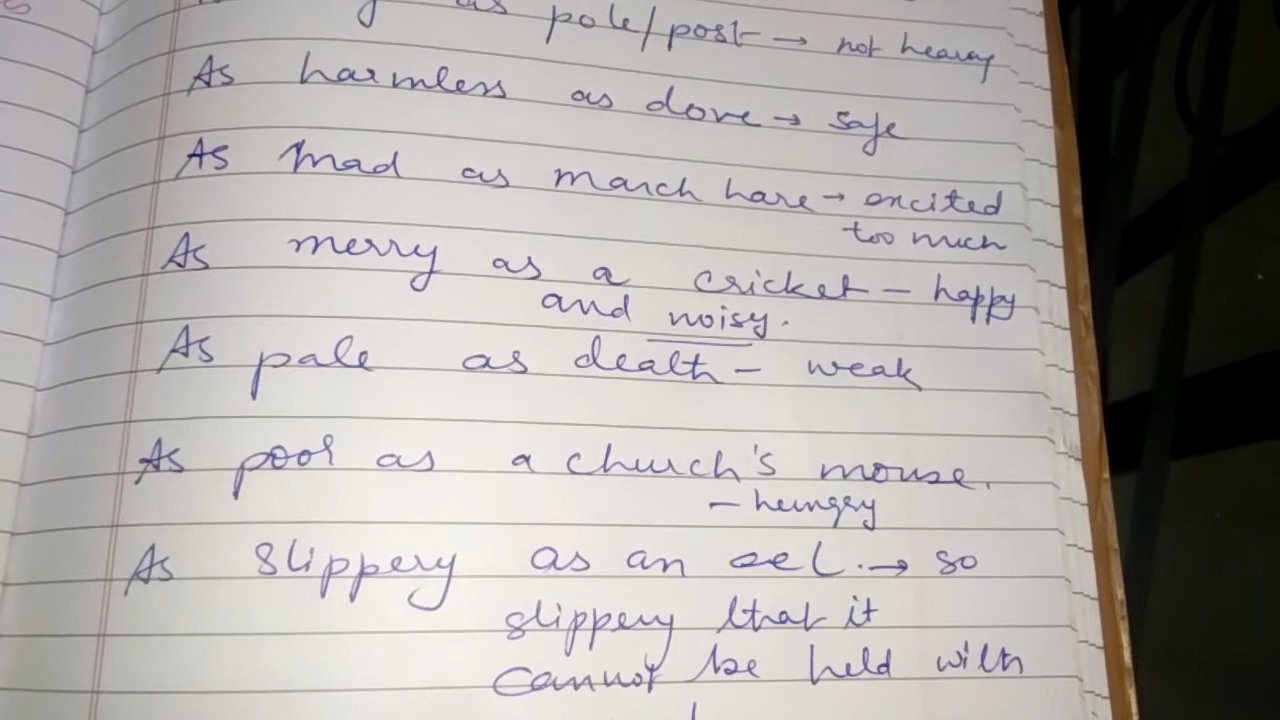 as pole/post → not heavy
As harmless as dove → safe
As mad as march hare → excited
too much
As merry as a cricket – happy
and noisy.
As pale as death – weak
As poor as a church's mouse.
– hungry
As slippery as an eel. → so
slippery that it
cannot be held with